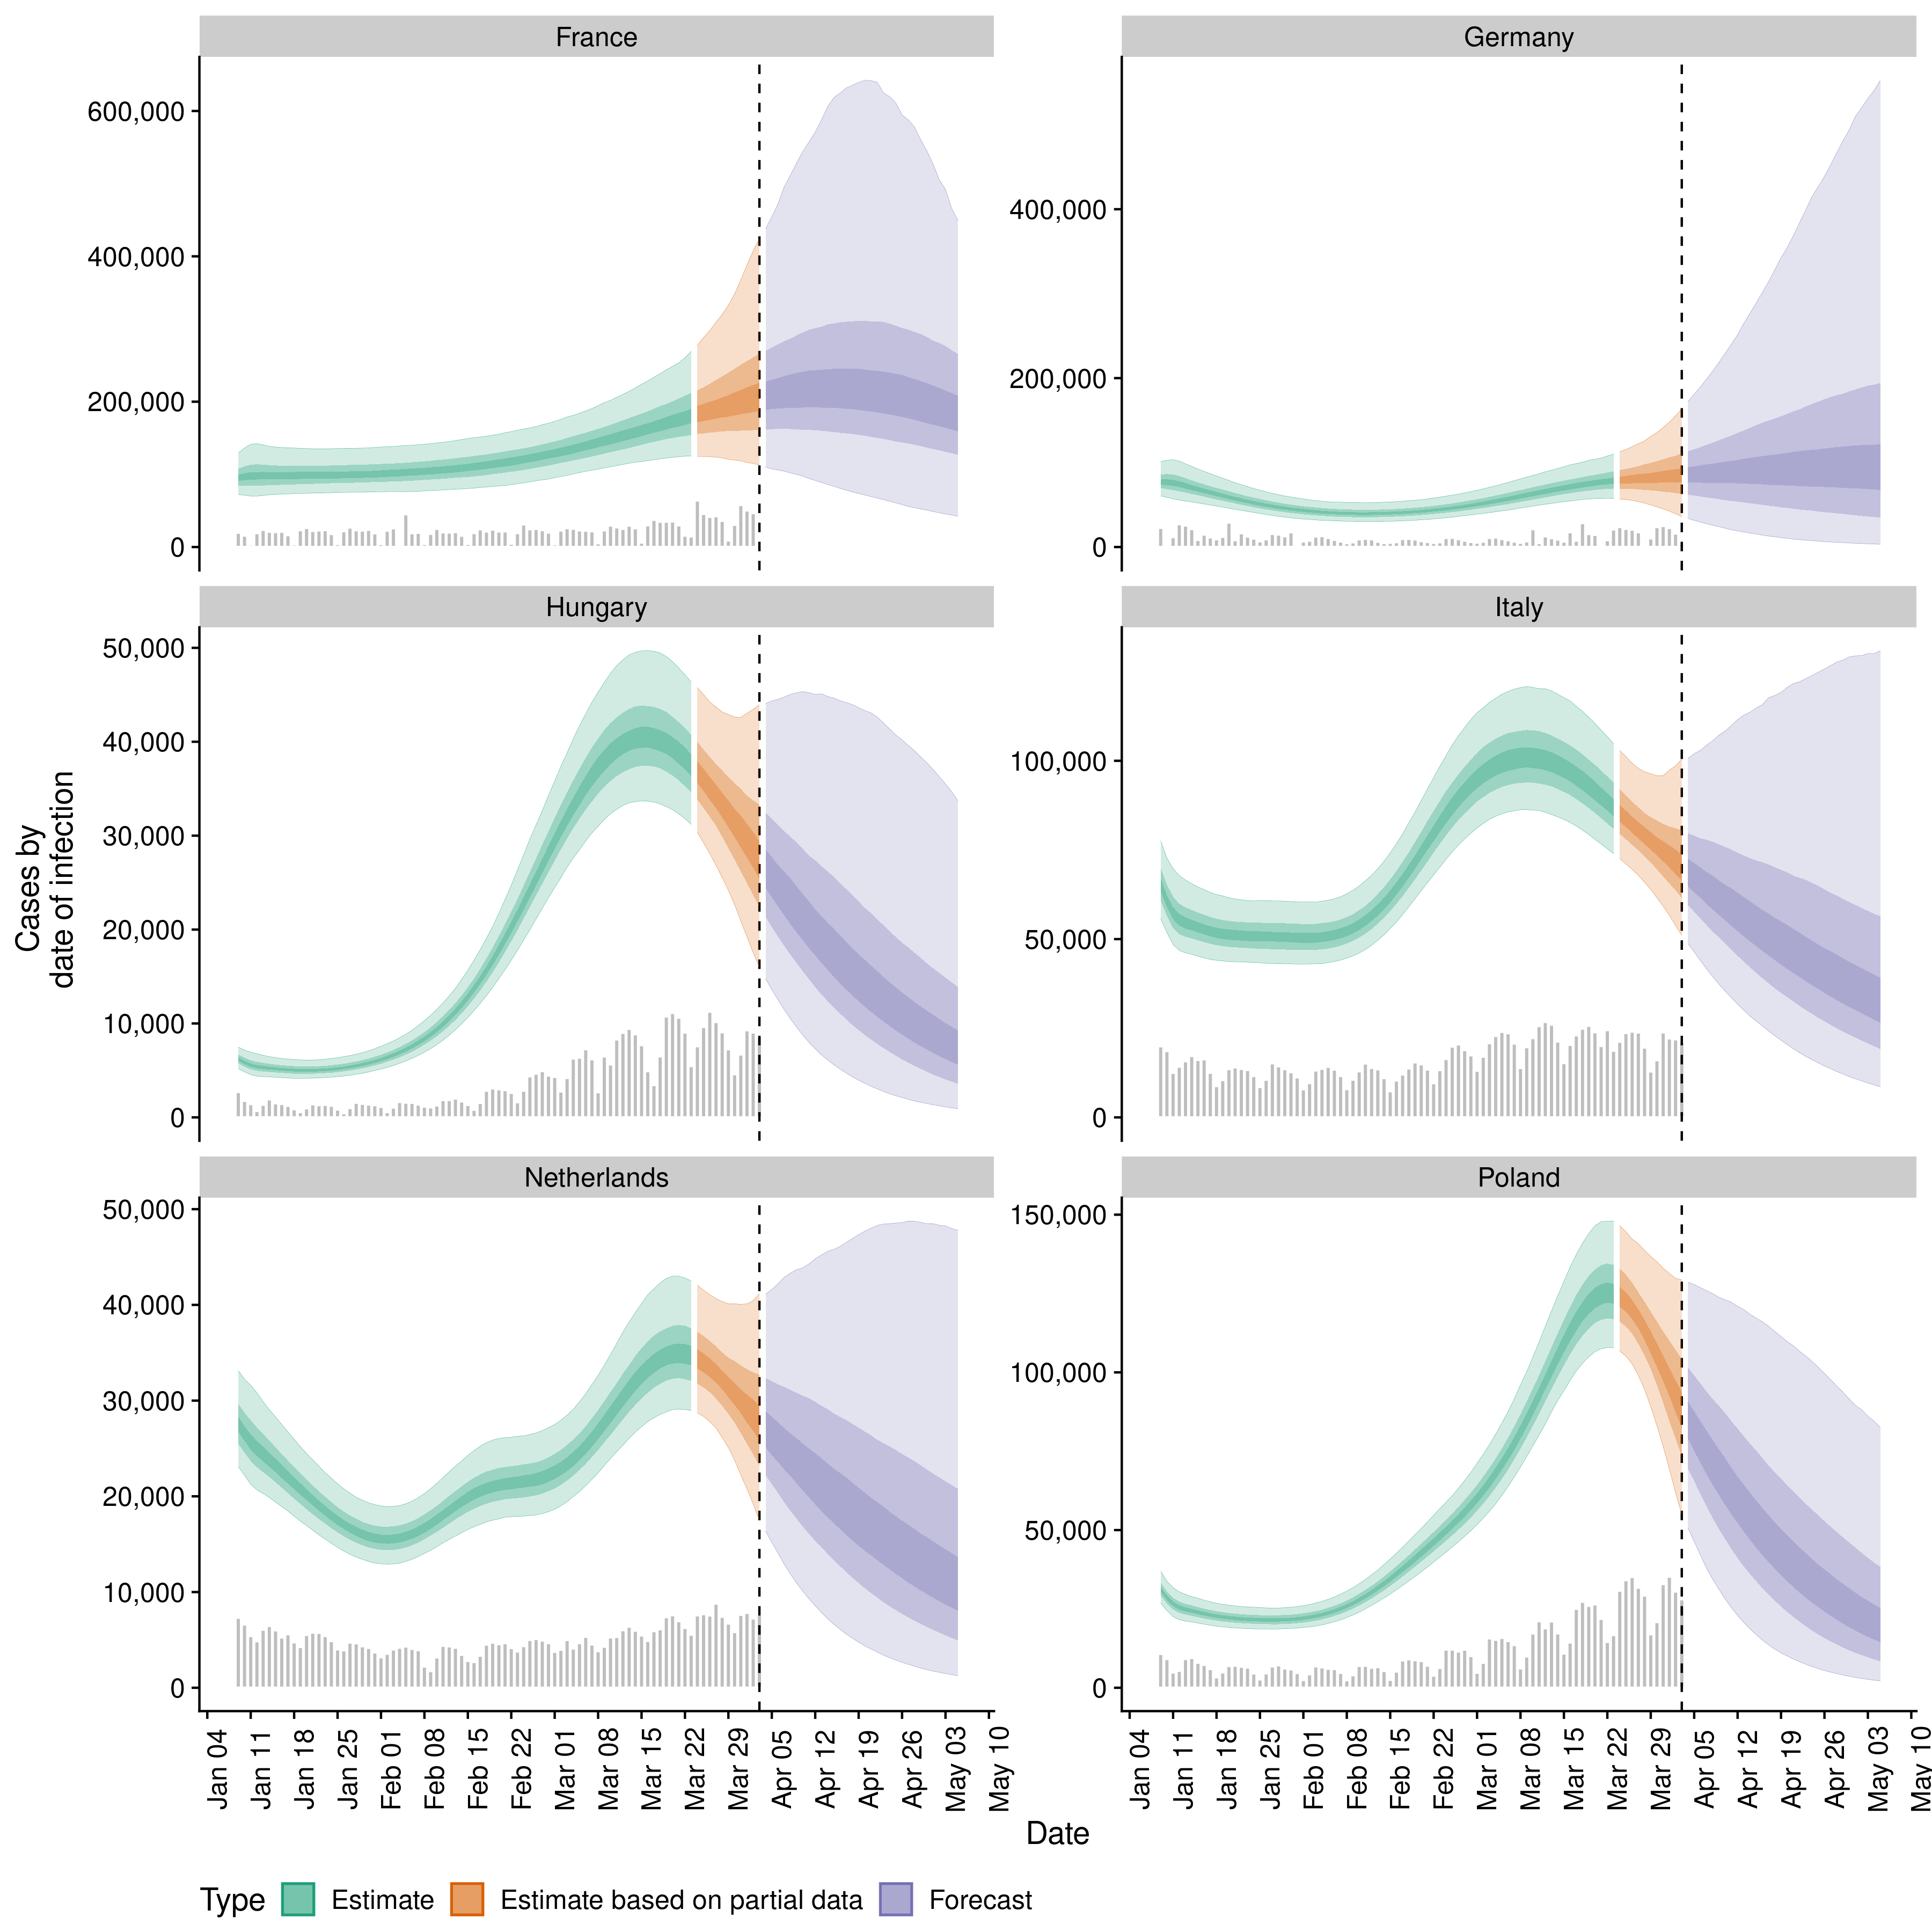 France
Germany
600,000
400,000
200,000
0
400,000
200,000
0
Hungary
Italy
50,000
40,000
30,000
20,000
10,000
0
100,000
50,000
0
Cases by
date of infection
Netherlands
Poland
50,000
40,000
30,000
20,000
10,000
0
150,000
100,000
50,000
0
Jan 04
Jan 11
Jan 18
Jan 25
Feb 01
Feb 08
Feb 15
Feb 22
Mar 01
Mar 08
Mar 15
Mar 22
Mar 29
Apr 05
Apr 12
Apr 19
Apr 26
May 03
May 10
Jan 04
Jan 11
Jan 18
Jan 25
Feb 01
Feb 08
Feb 15
Feb 22
Mar 01
Mar 08
Mar 15
Mar 22
Mar 29
Apr 05
Apr 12
Apr 19
Apr 26
May 03
May 10
Date
Type Estimate Estimate based on partial data Forecast